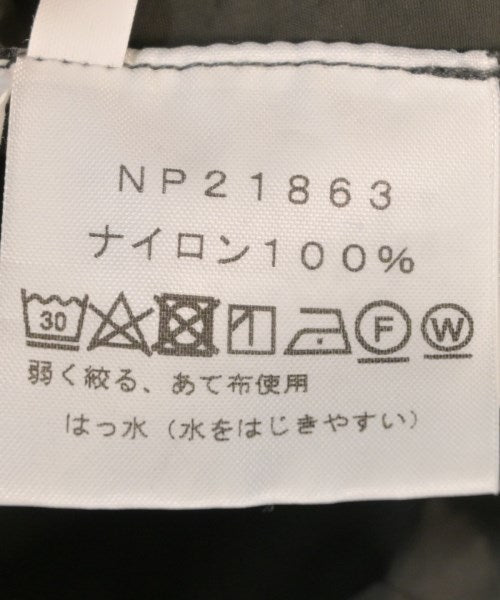 NP21863
ナイロン100%
30 F W
弱く絞る、あて布使用
はっ水（水をはじきやすい）